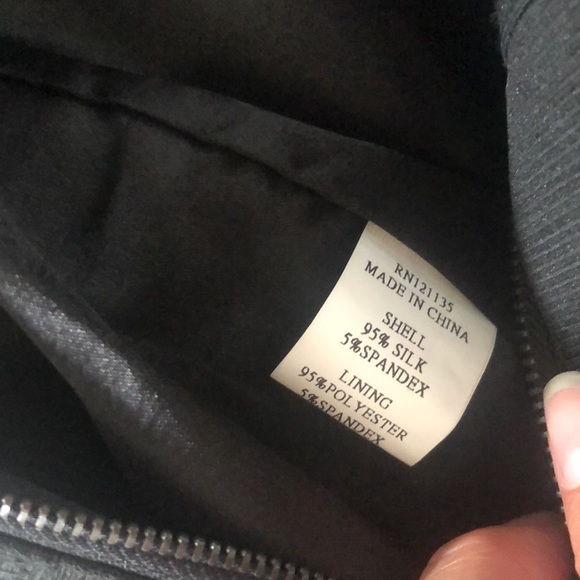 RN121135
MADE IN CHINA
SHELL
95% SILK
5%SPANDEX
LINING
95%POLYESTER
5%SPANDEX